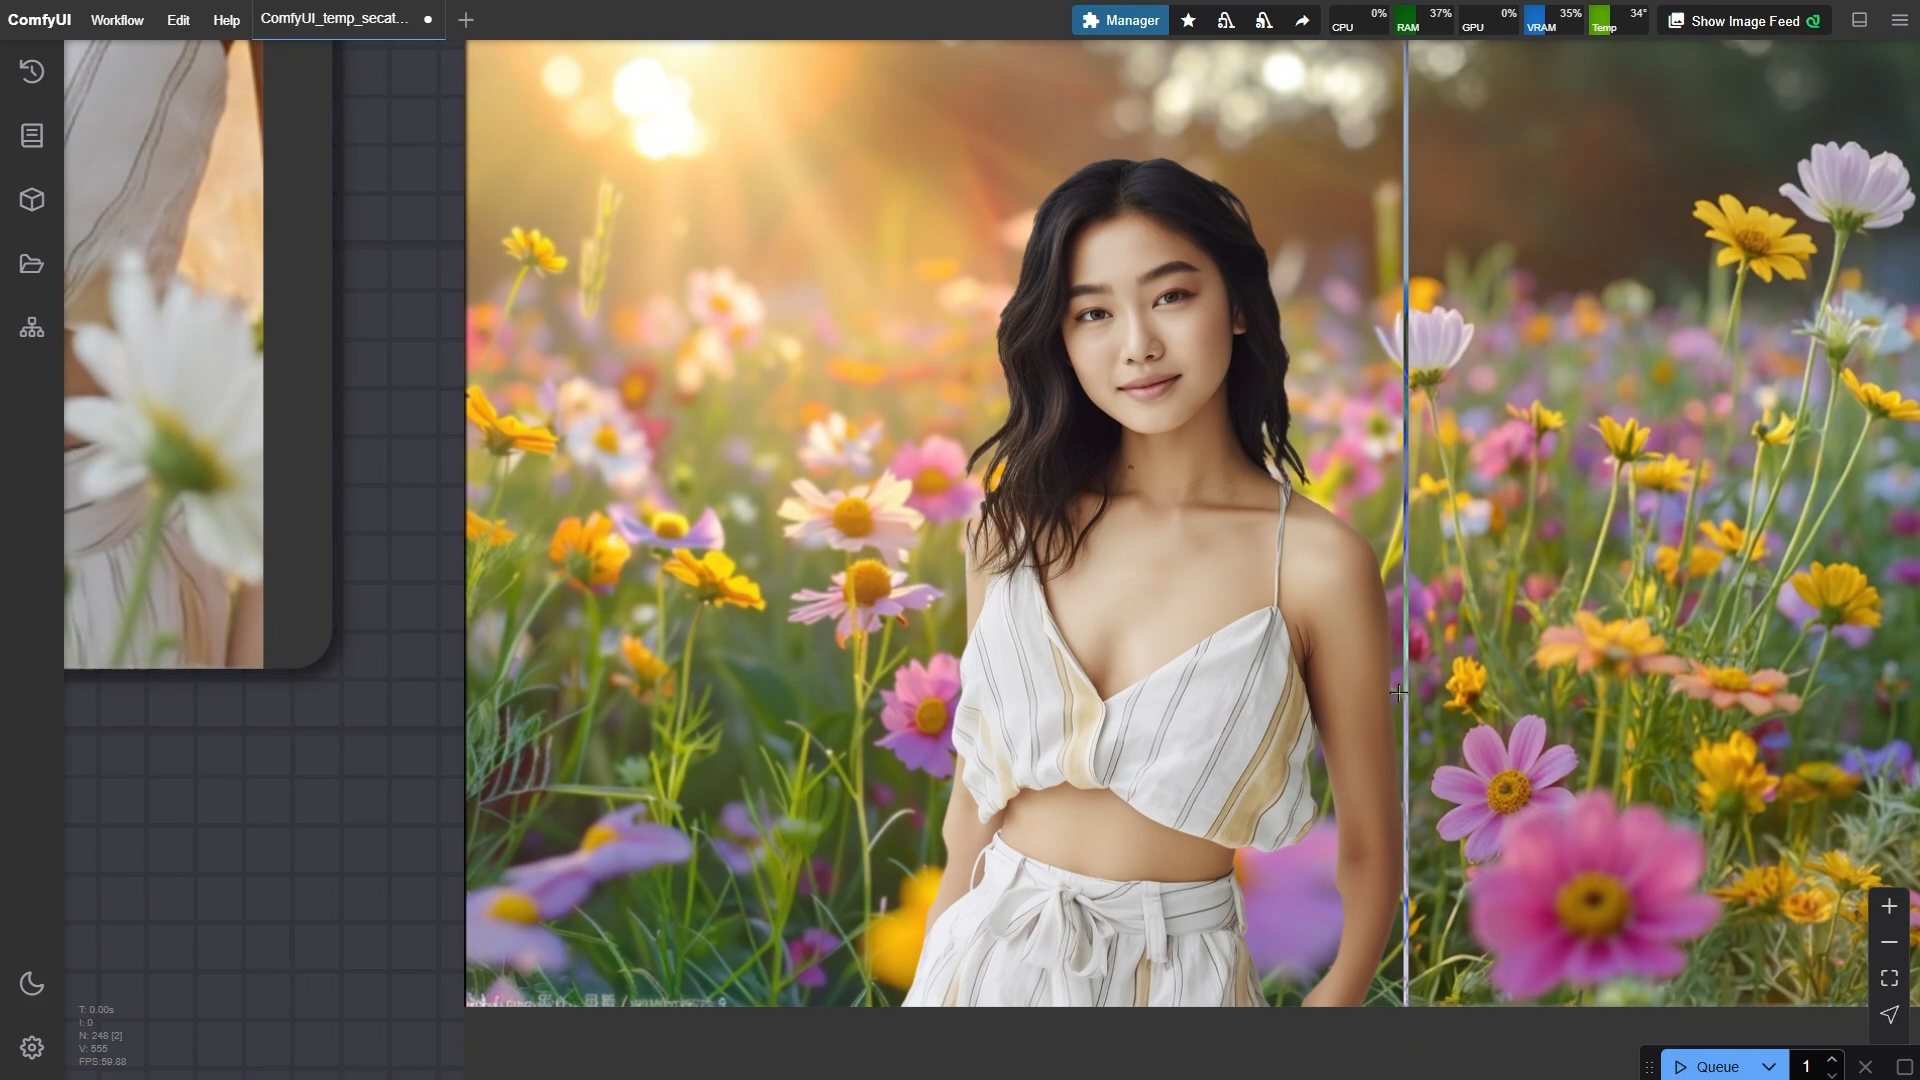 ComfyUI
Workflow
Edit
Help
ComfyUI_temp_secat...
Manager
CPU
0%
RAM
37%
GPU
0%
VRAM
35%
Temp
34°
Show Image Feed
T: 0.00s
I: 0
N: 248 [2]
V: 555
FPS:59.88
Queue
1